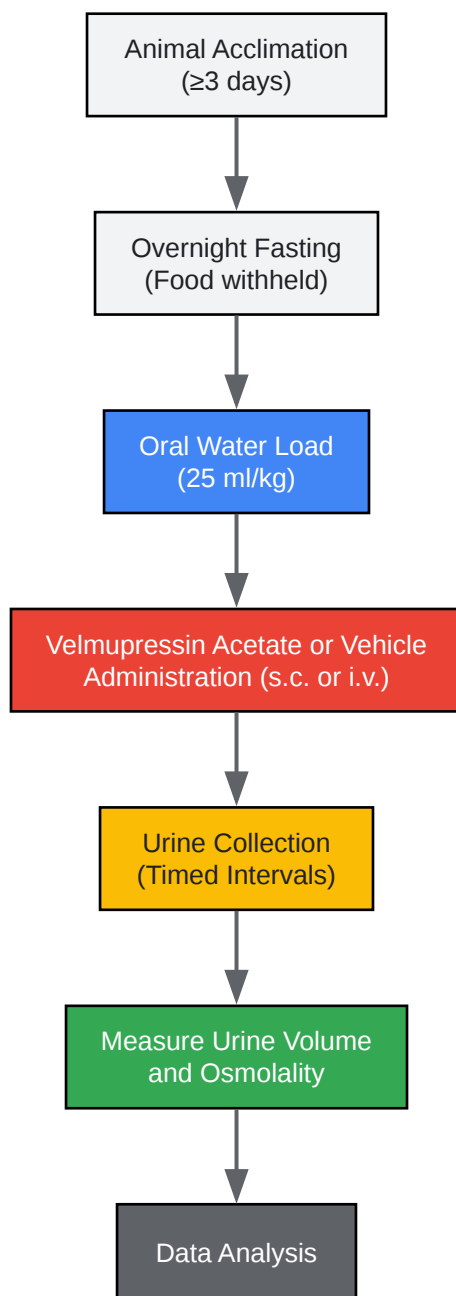 Animal Acclimation
(≥3 days)
Overnight Fasting
(Food withheld)
Oral Water Load
(25 ml/kg)
Velmupressin Acetate or Vehicle
Administration (s.c. or i.v.)
Urine Collection
(Timed Intervals)
Measure Urine Volume
and Osmolality
Data Analysis